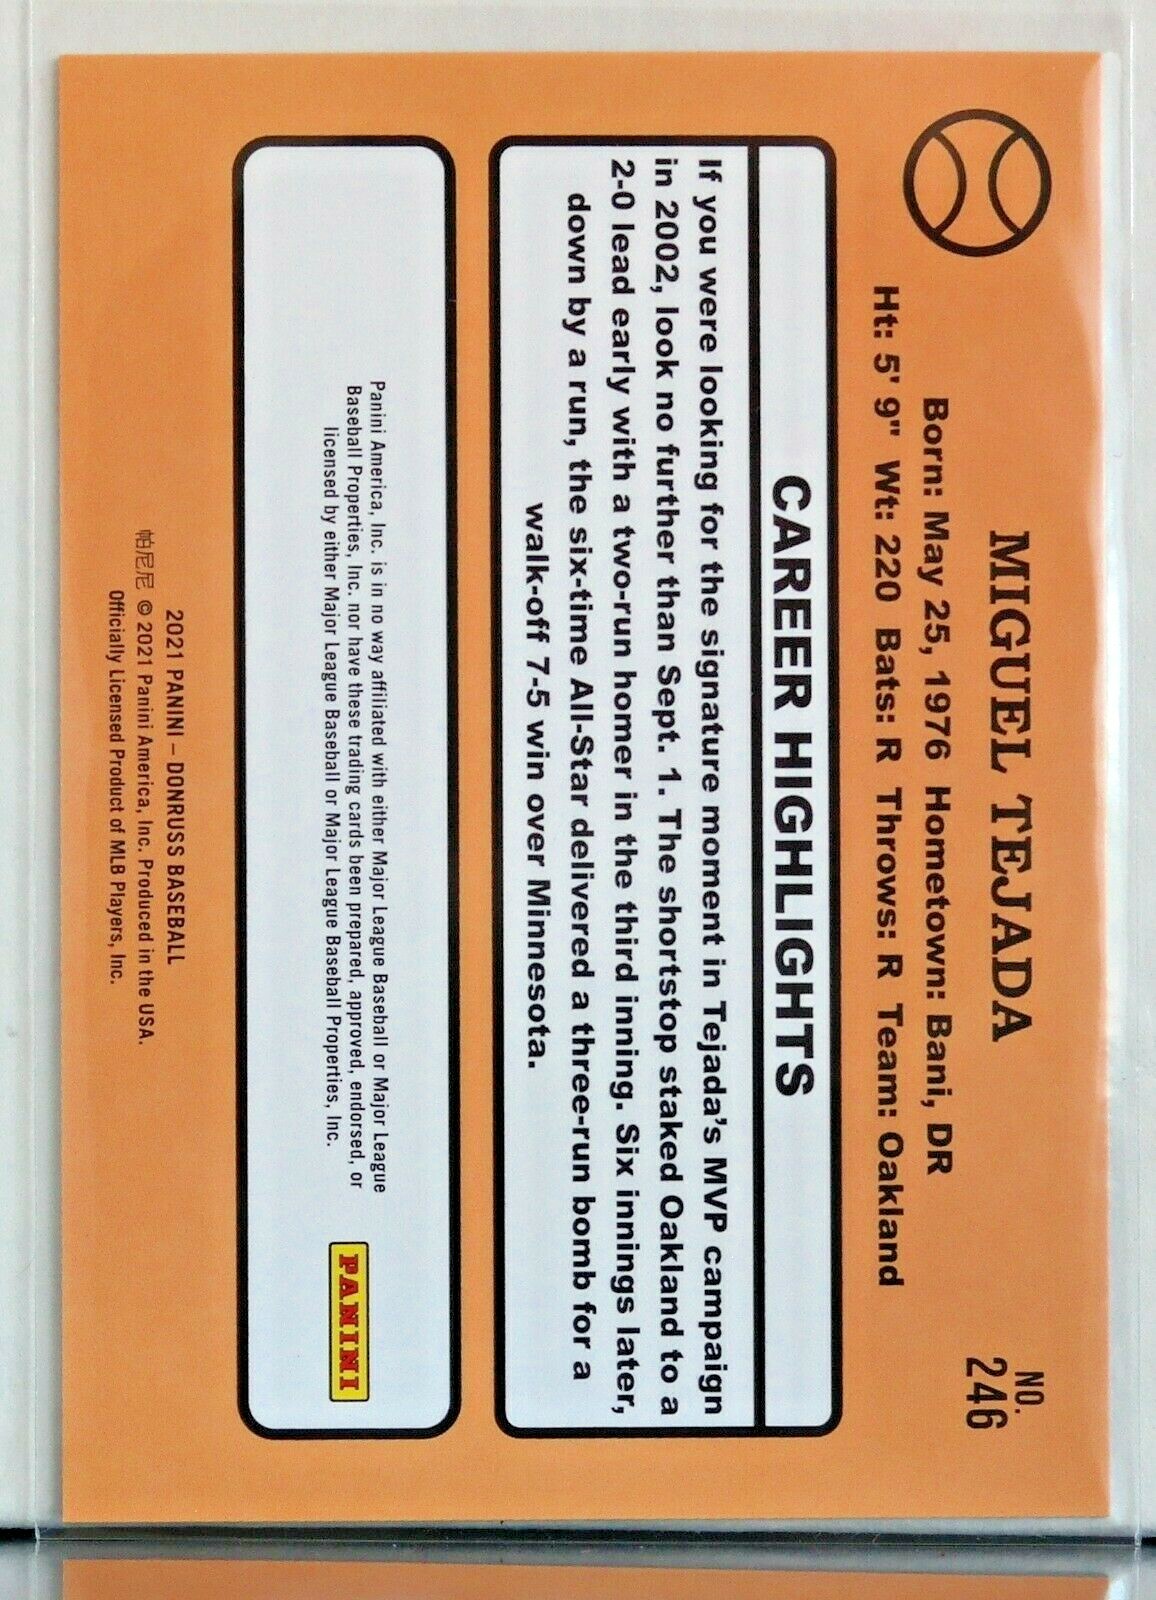 MIGUEL TEJADA
NO.
246
Born: May 25, 1976 Hometown: Bani, DR
Ht: 5' 9" Wt: 220 Bats: R Throws: R Team: Oakland
CAREER HIGHLIGHTS
If you were looking for the signature moment in Tejada's MVP campaign
in 2002, look no further than Sept. 1. The shortstop staked Oakland to a
2-0 lead early with a two-run homer in the third inning. Six innings later,
down by a run, the six-time All-Star delivered a three-run bomb for a
walk-off 7-5 win over Minnesota.
Panini America, Inc. is in no way affiliated with either Major League Baseball or Major League
Baseball Properties, Inc. nor have these trading cards been prepared, approved, endorsed, or
licensed by either Major League Baseball or Major League Baseball Properties, Inc.
PANINI
2021 PANINI – DONRUSS BASEBALL
帕尼尼 © 2021 Panini America, Inc. Produced in the USA.
Officially Licensed Product of MLB Players, Inc.